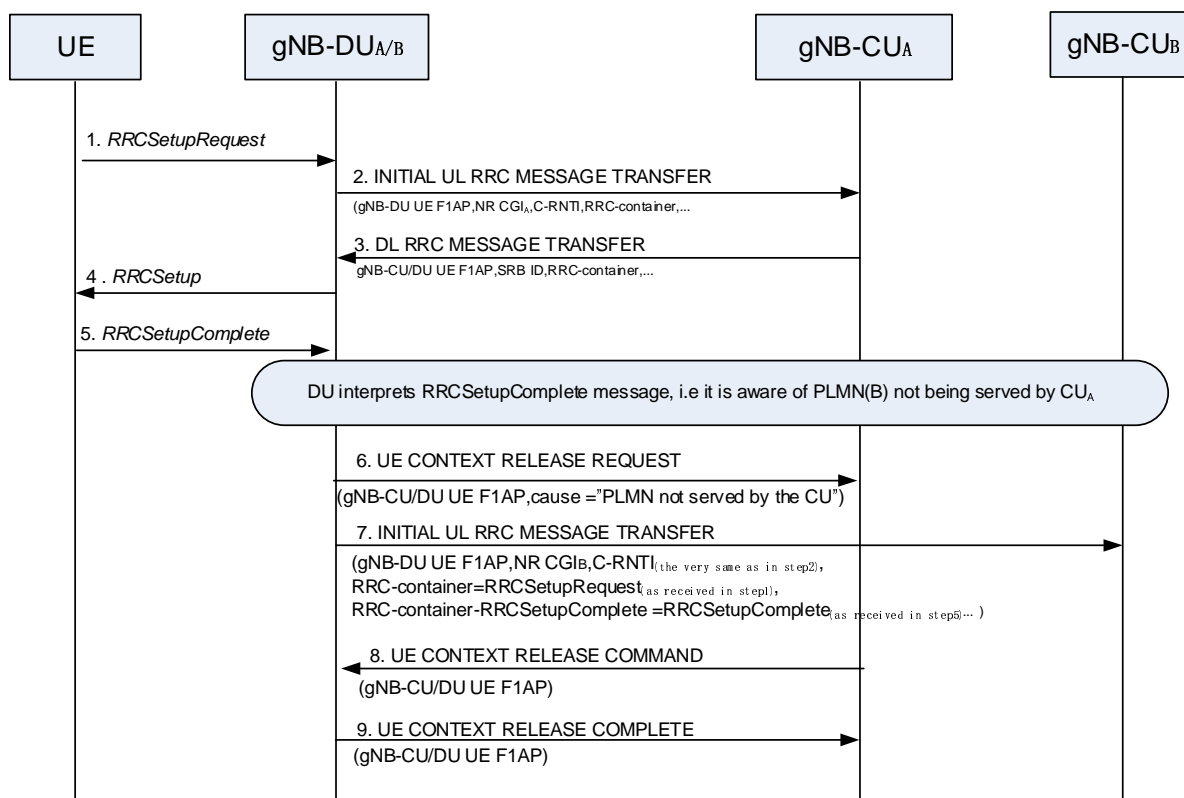 UE
gNB-DUA/B
gNB-CUA
gNB-CUB
1. RRCSetupRequest
2. INITIAL UL RRC MESSAGE TRANSFER
(gNB-DU UE F1AP,NR CGIA,C-RNTI,RRC-container,...
3. DL RRC MESSAGE TRANSFER
gNB-CU/DU UE F1AP,SRB ID,RRC-container,...
4 . RRCSetup
5. RRCSetupComplete
DU interprets RRCSetupComplete message, i.e it is aware of PLMN(B) not being served by CUA
6. UE CONTEXT RELEASE REQUEST
(gNB-CU/DU UE F1AP,cause ="PLMN not served by the CU")
7. INITIAL UL RRC MESSAGE TRANSFER
(gNB-DU UE F1AP,NR CGIB,C-RNTI(the very same as in step2),
RRC-container=RRCSetupRequest(as received in step1),
RRC-container-RRCSetupComplete =RRCSetupComplete(as received in step5)... )
8. UE CONTEXT RELEASE COMMAND
(gNB-CU/DU UE F1AP)
9. UE CONTEXT RELEASE COMPLETE
(gNB-CU/DU UE F1AP)